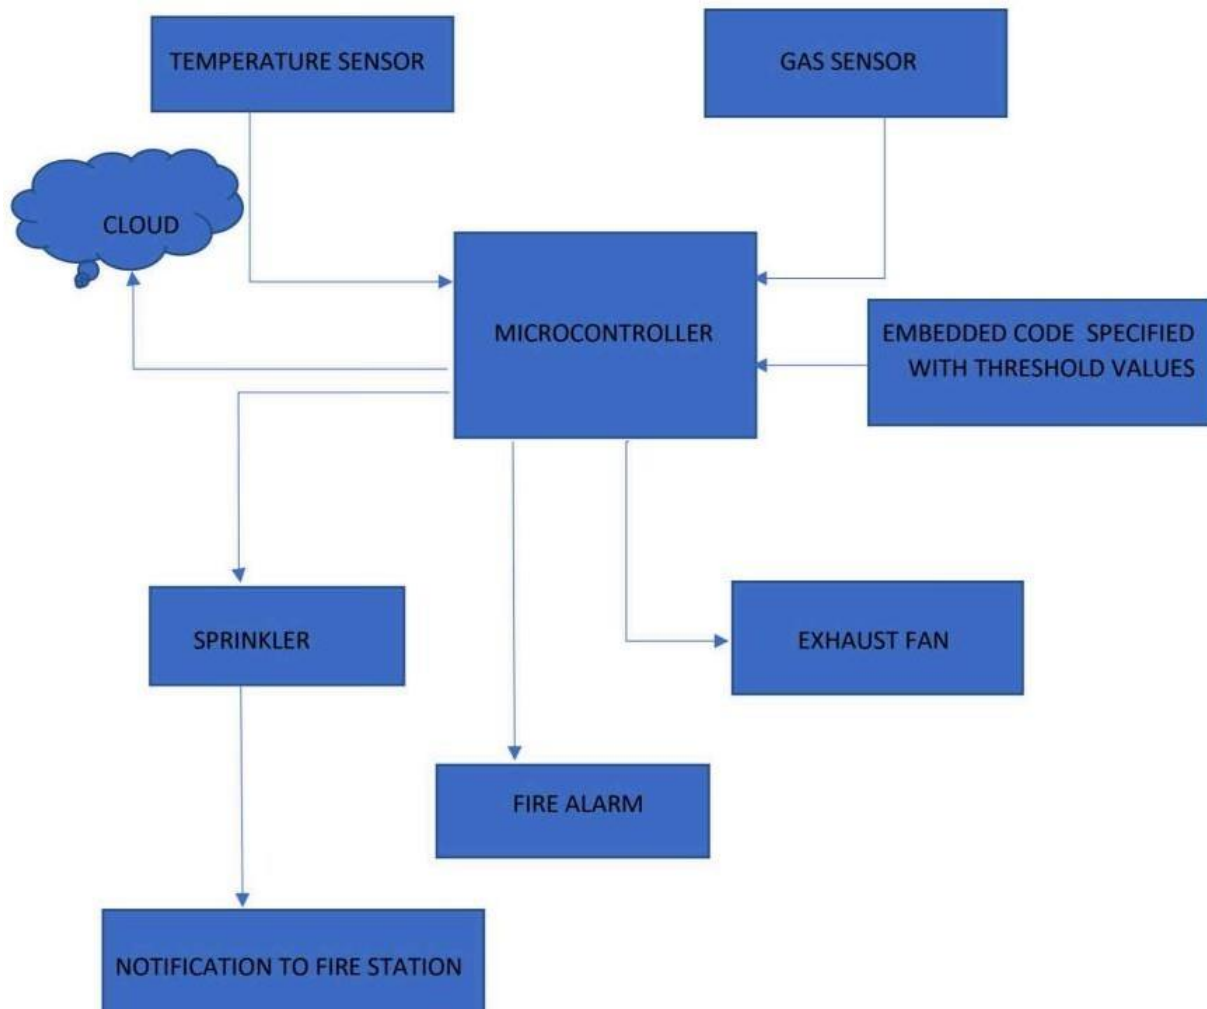 TEMPERATURE SENSOR
GAS SENSOR
CLOUD
MICROCONTROLLER
EMBEDDED CODE SPECIFIED
WITH THRESHOLD VALUES
SPRINKLER
EXHAUST FAN
FIRE ALARM
NOTIFICATION TO FIRE STATION